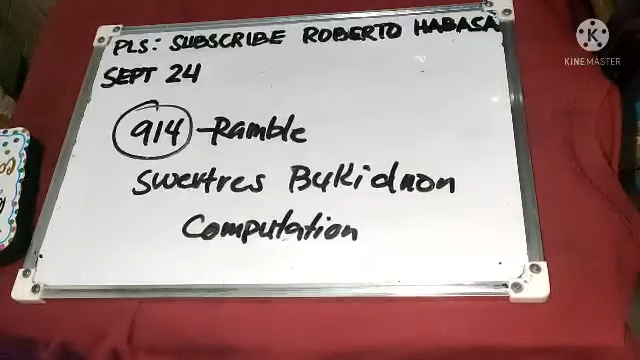 PLS: SUBSCRIBE ROBERTO HABASA
SEPT 24
914 - Ramble
Swertres Bukidnon
Computation
K
KINEMASTER